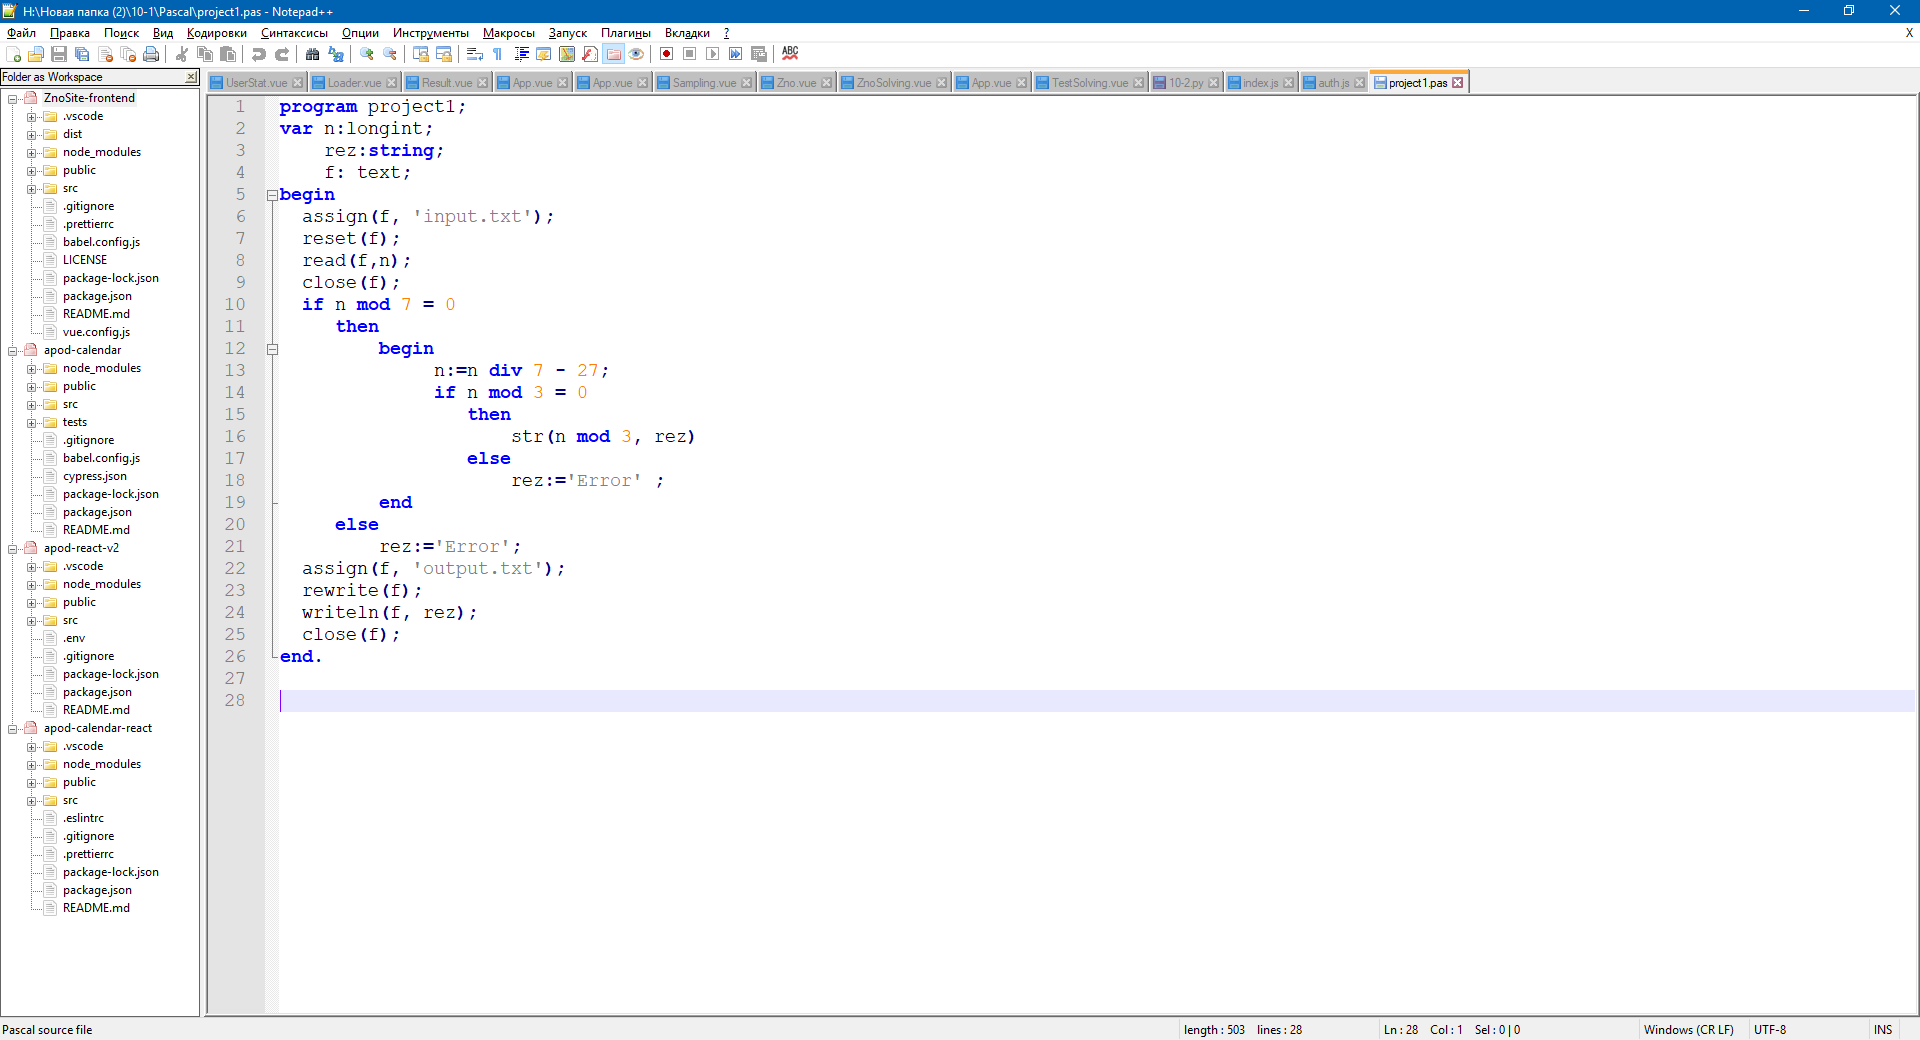 H:\Новая папка (2)\10-1\Pascal\project1.pas - Notepad++
Файл Правка Поиск Вид Кодировки Синтаксисы Опции Инструменты Макросы Запуск Плагины Вкладки ? X
ABC
Folder as Workspace
UserStat.vue Loader.vue Result.vue App.vue App.vue Sampling.vue Zno.vue ZnoSolving.vue App.vue TestSolving.vue 10-2.py index.js auth.js project1.pas
ZnoSite-frontend
.vscode
dist
node_modules
public
src
.gitignore
.prettierrc
babel.config.js
LICENSE
package-lock.json
package.json
README.md
vue.config.js
apod-calendar
node_modules
public
src
tests
.gitignore
babel.config.js
cypress.json
package-lock.json
package.json
README.md
apod-react-v2
.vscode
node_modules
public
src
.env
.gitignore
package-lock.json
package.json
README.md
apod-calendar-react
.vscode
node_modules
public
src
.eslintrc
.gitignore
.prettierrc
package-lock.json
package.json
README.md
1 program project1;
2 var n:longint;
3     rez:string;
4     f: text;
5 begin
6   assign(f, 'input.txt');
7   reset(f);
8   read(f,n);
9   close(f);
10   if n mod 7 = 0
11      then
12          begin
13               n:=n div 7 - 27;
14               if n mod 3 = 0
15                  then
16                      str(n mod 3, rez)
17                  else
18                      rez:='Error' ;
19          end
20      else
21          rez:='Error';
22   assign(f, 'output.txt');
23   rewrite(f);
24   writeln(f, rez);
25   close(f);
26 end.
27
28
Pascal source file length : 503 lines : 28 Ln : 28 Col : 1 Sel : 0 | 0 Windows (CR LF) UTF-8 INS